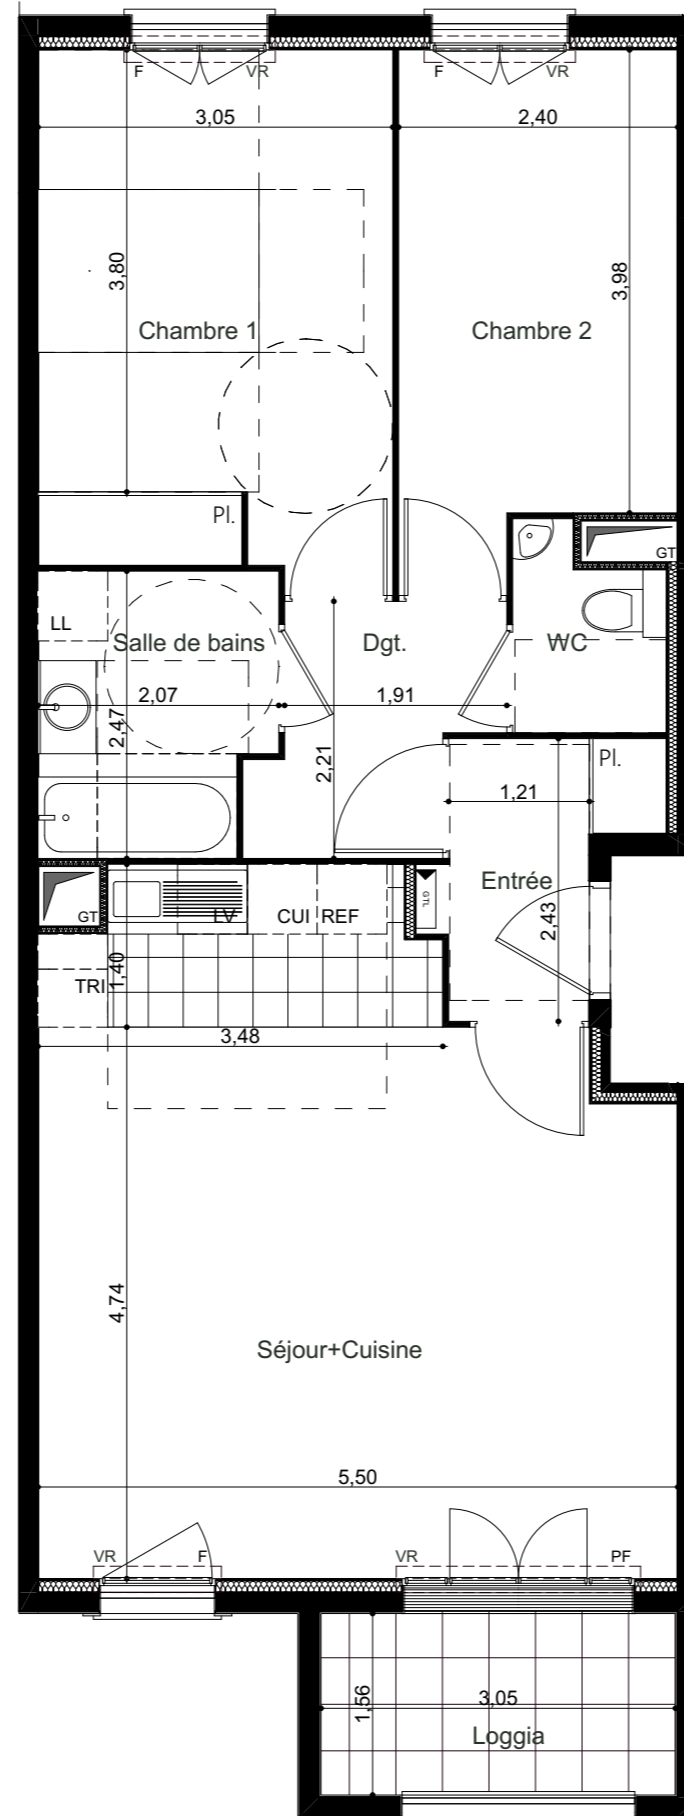 F VR F VR
3,05 2,40
3,80 3,98
Chambre 1 Chambre 2
Pl.
GT
LL Salle de bains Dgt. WC
2,07 1,91
2,47 2,21
Pl.
1,21
Entrée
GTL
GT LV CUI REF
2,43
TRI 1,40
3,48
4,74
Séjour+Cuisine
5,50
VR F VR PF
1,56 3,05
Loggia